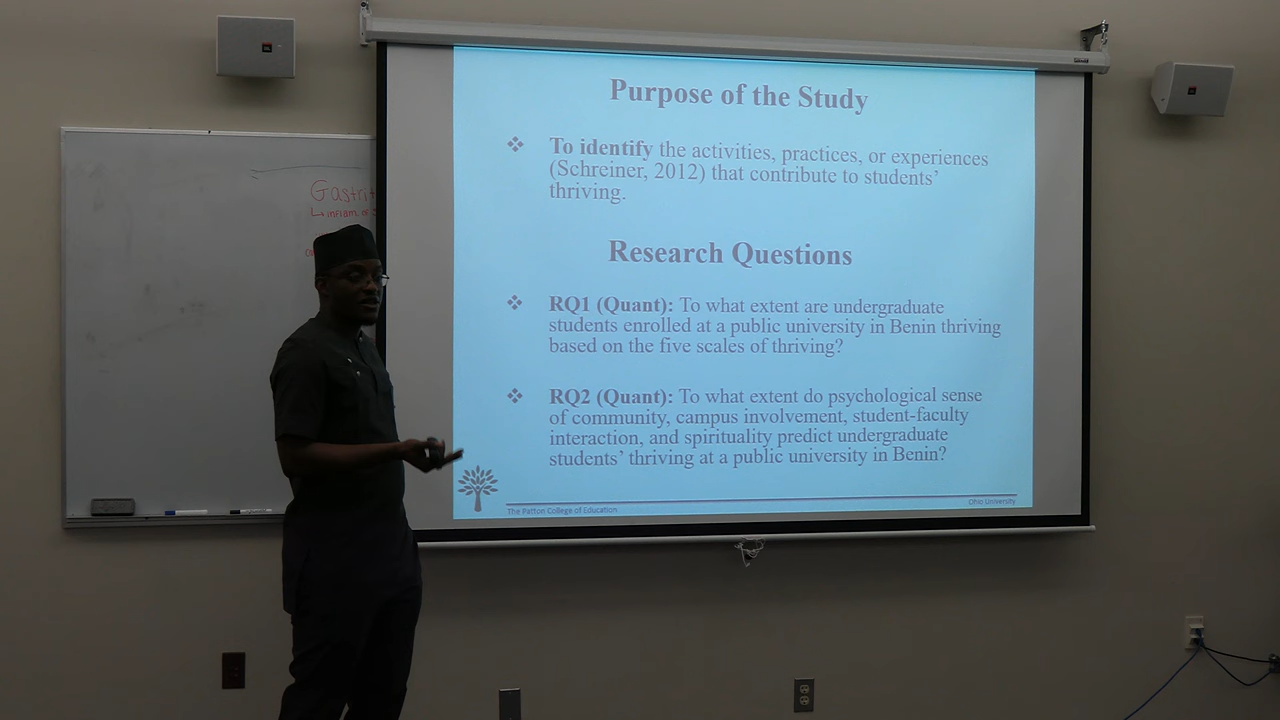 Purpose of the Study
❖ To identify the activities, practices, or experiences
(Schreiner, 2012) that contribute to students’
thriving.
Research Questions
❖ RQ1 (Quant): To what extent are undergraduate
students enrolled at a public university in Benin thriving
based on the five scales of thriving?
❖ RQ2 (Quant): To what extent do psychological sense
of community, campus involvement, student-faculty
interaction, and spirituality predict undergraduate
students’ thriving at a public university in Benin?
The Patton College of Education
Ohio University
Gastrit
inflam. of